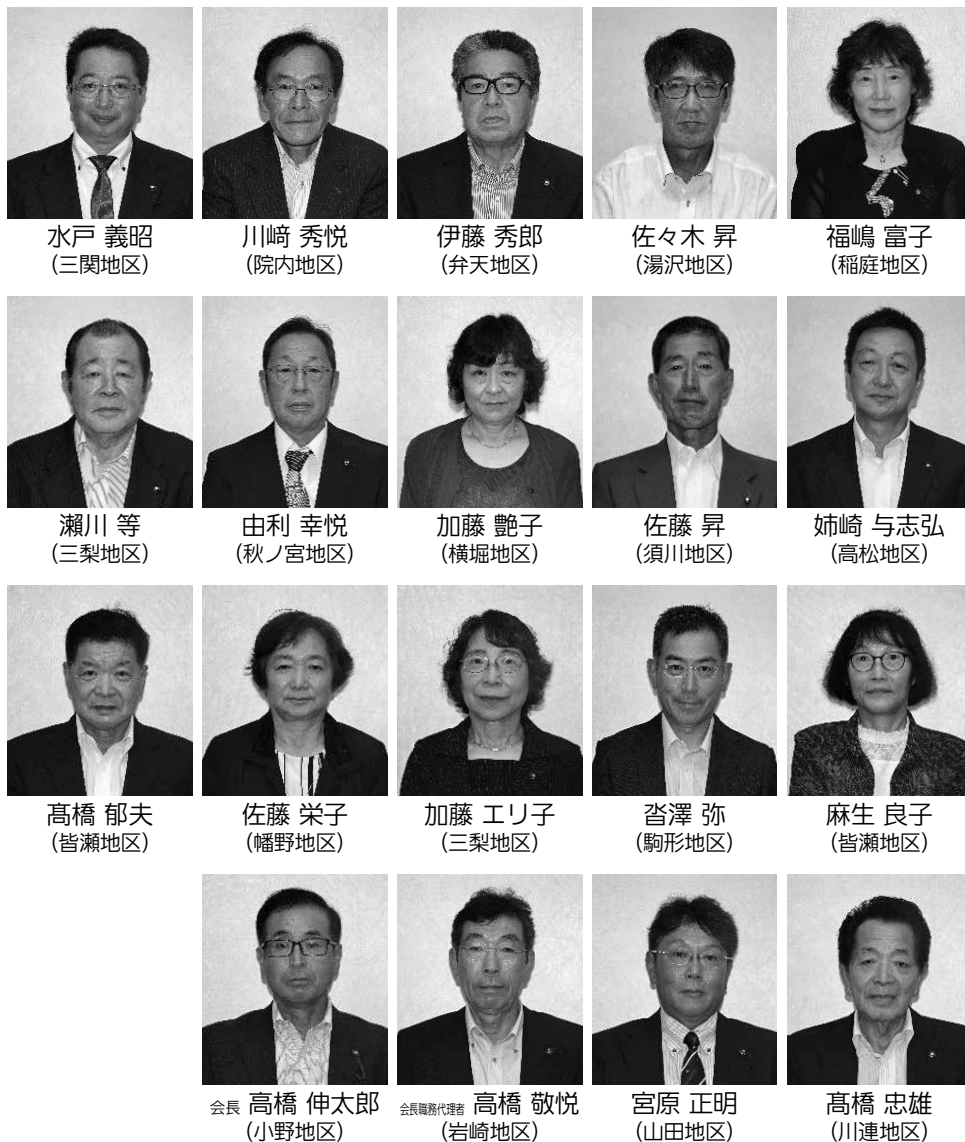 水戸 義昭
（三関地区）
川﨑 秀悦
（院内地区）
伊藤 秀郎
（弁天地区）
佐々木 昇
（湯沢地区）
福嶋 富子
（稲庭地区）
瀨川 等
（三梨地区）
由利 幸悦
（秋ノ宮地区）
加藤 艶子
（横堀地区）
佐藤 昇
（須川地区）
姉崎 与志弘
（高松地区）
髙橋 郁夫
（皆瀬地区）
佐藤 栄子
（幡野地区）
加藤 エリ子
（三梨地区）
沓澤 弥
（駒形地区）
麻生 良子
（皆瀬地区）
会長 高橋 伸太郎
（小野地区）
会長職務代理者 高橋 敬悦
（岩崎地区）
宮原 正明
（山田地区）
髙橋 忠雄
（川連地区）